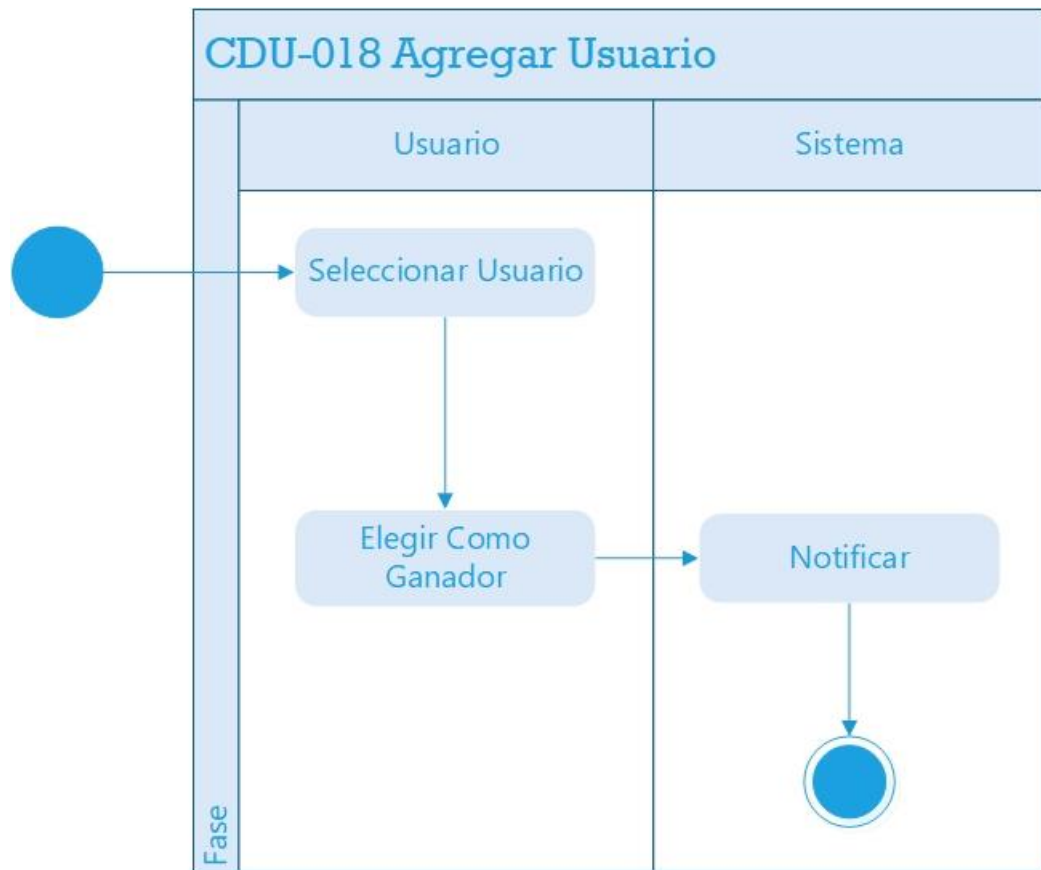 CDU-018 Agregar Usuario
Usuario
Sistema
Seleccionar Usuario
Elegir Como
Ganador
Notificar
Fase